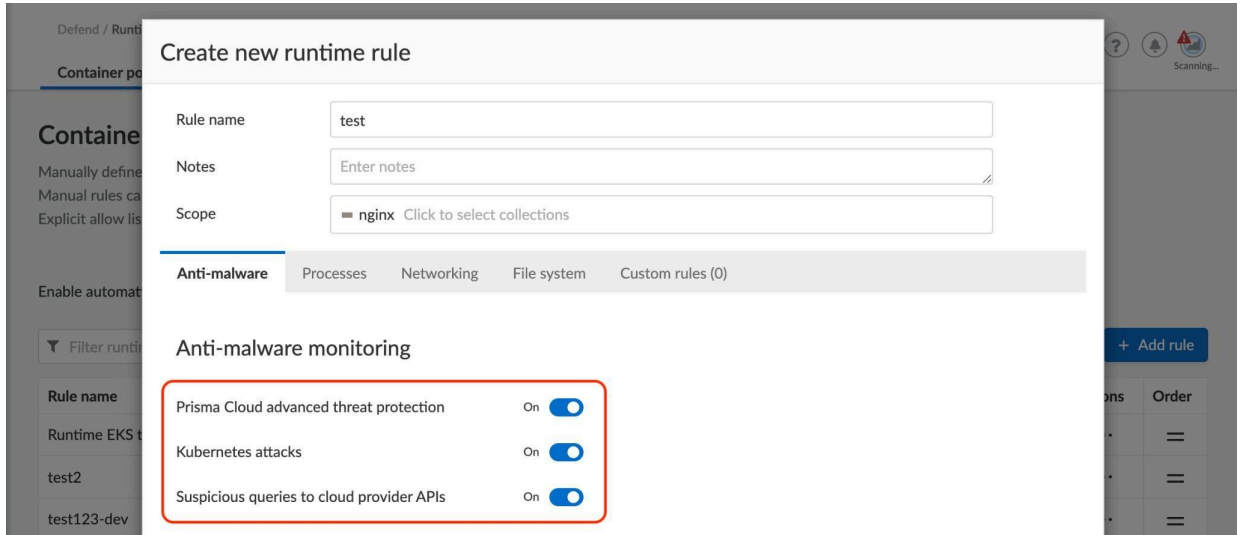 Defend / Runti
Create new runtime rule
?
Scanning...
Container po
Rule name test
Containe
Notes Enter notes
Manually define
Manual rules ca
Scope nginx Click to select collections
Explicit allow lis
Anti-malware Processes Networking File system Custom rules (0)
Enable automat
Filter runtir
Anti-malware monitoring
+ Add rule
Rule name
Prisma Cloud advanced threat protection On
ons Order
Runtime EKS t
Kubernetes attacks On
test2
Suspicious queries to cloud provider APIs On
test123-dev